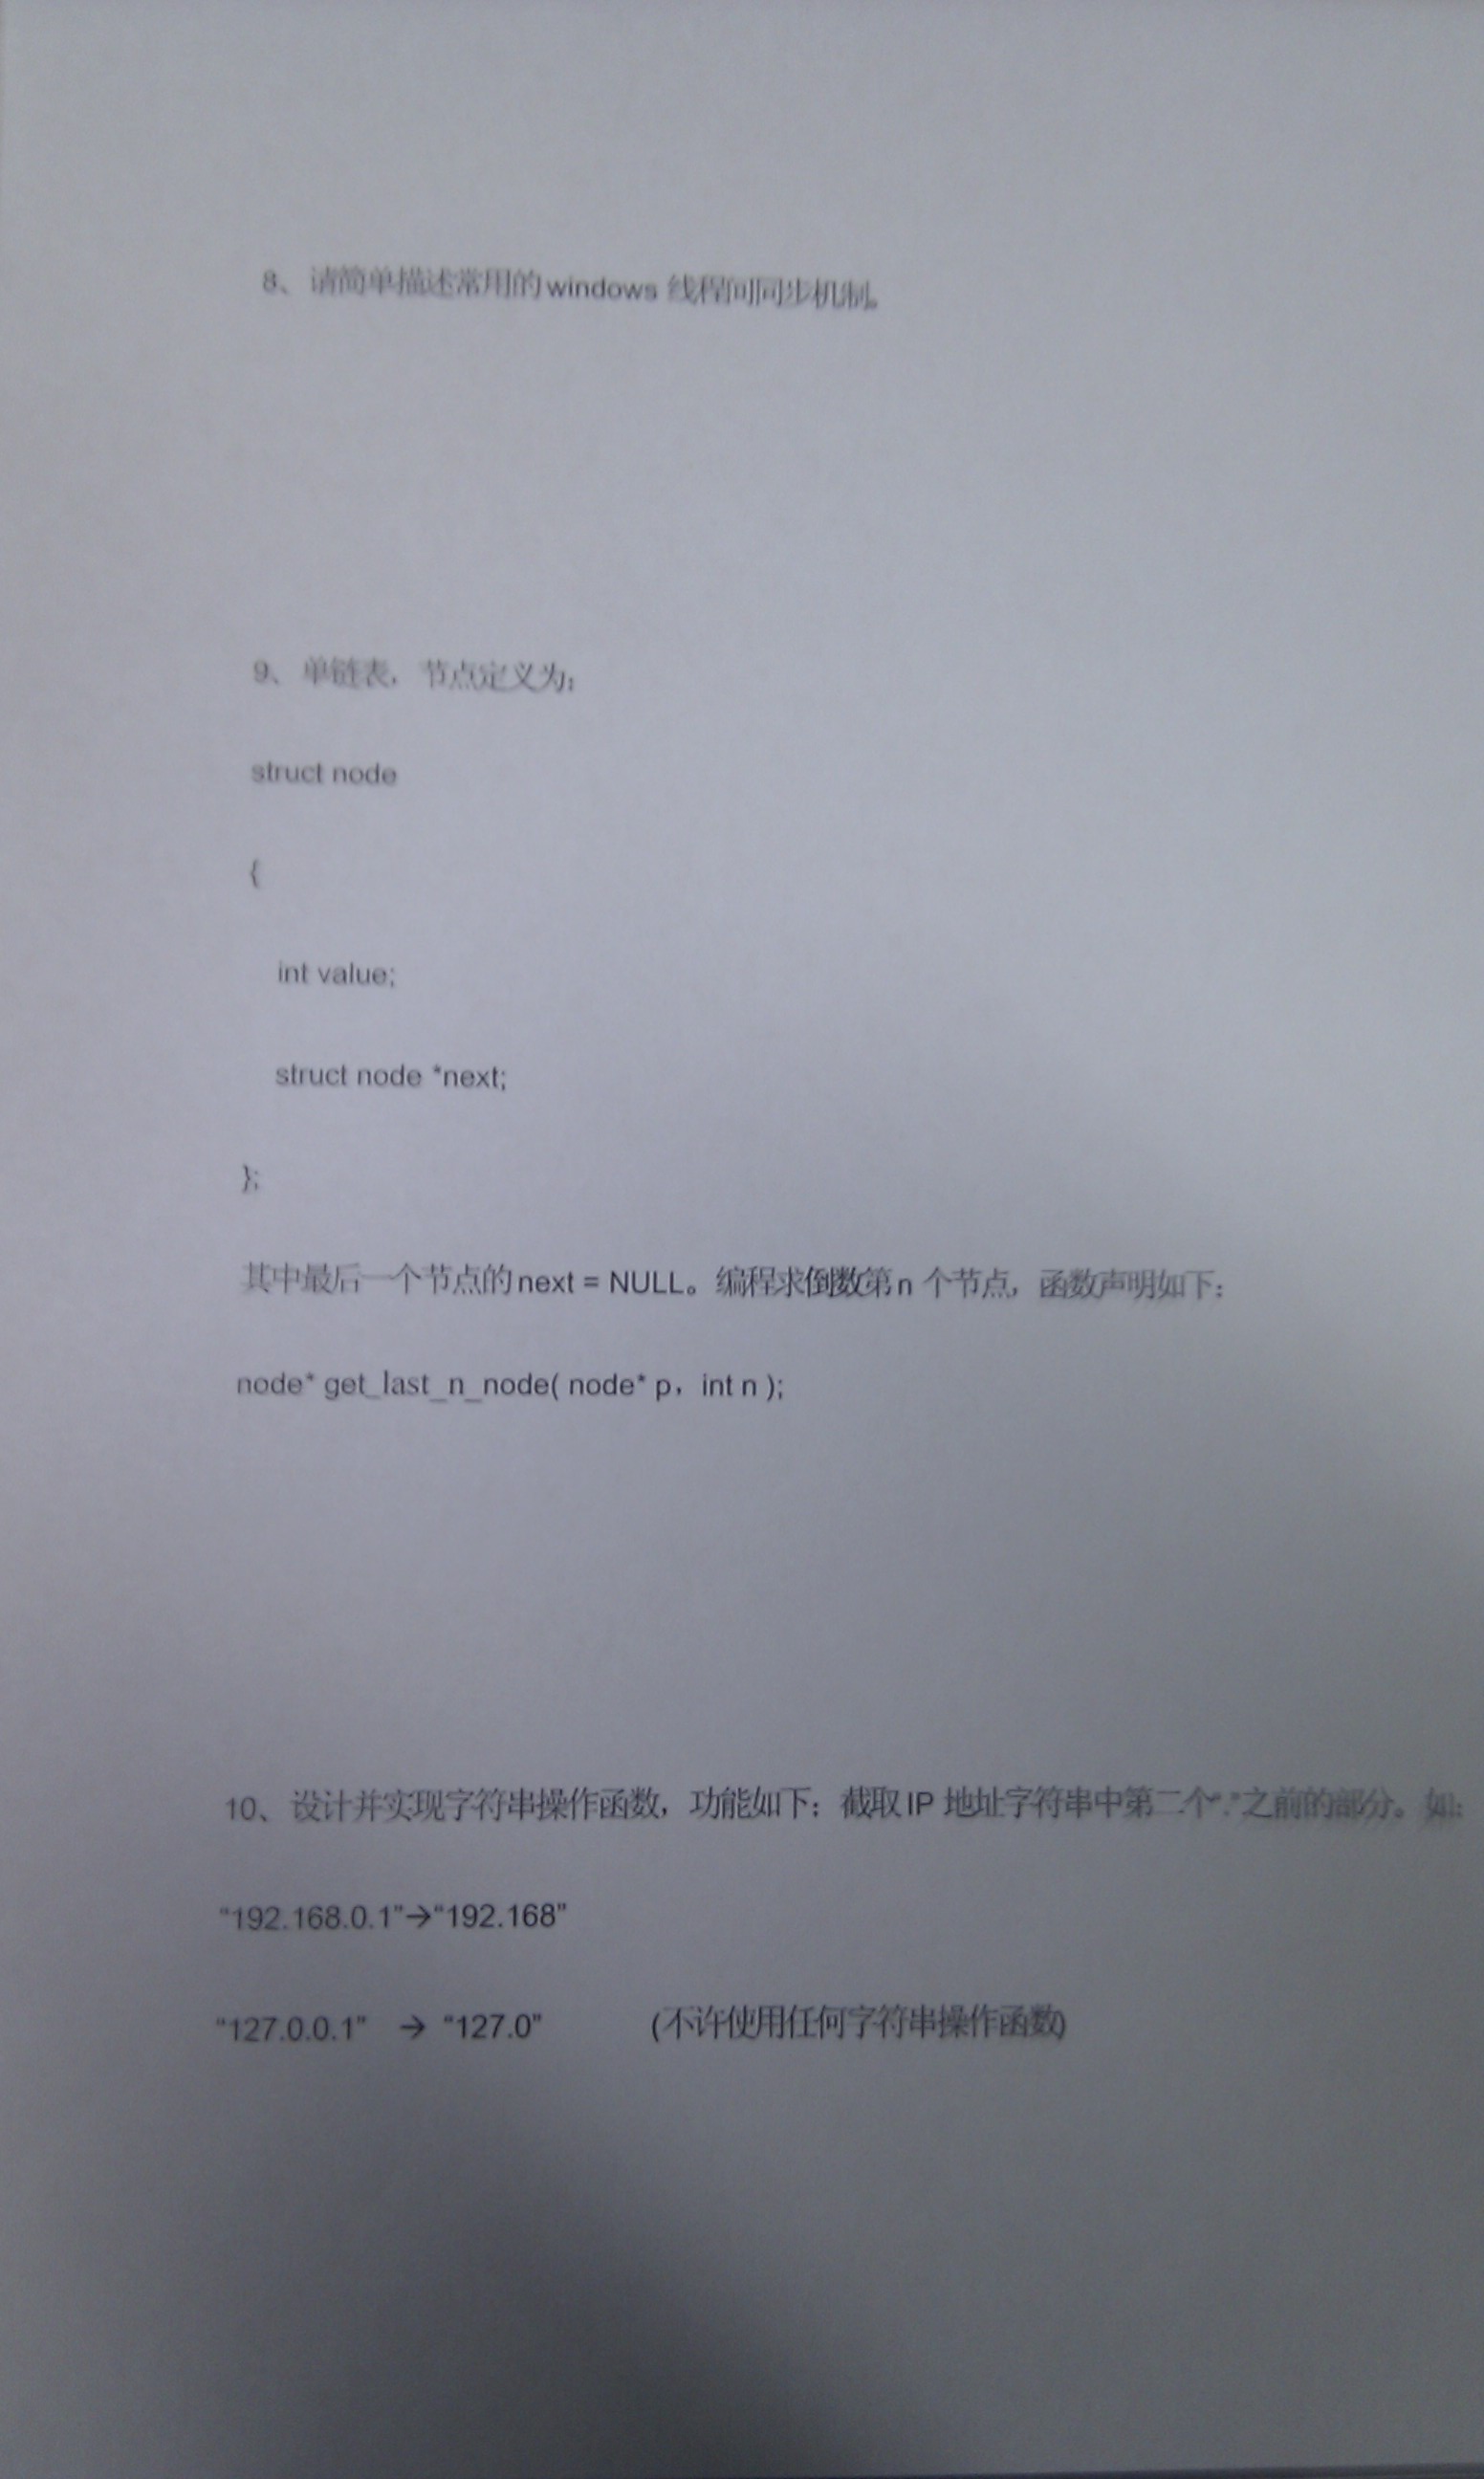 8、请简单描述常用的windows 线程间同步机制。
9、单链表，节点定义为：
struct node
{
int value;
struct node *next;
};
其中最后一个节点的next = NULL。编程求倒数第n 个节点，函数声明如下：
node* get_last_n_node( node* p，int n );
10、设计并实现字符串操作函数，功能如下：截取IP 地址字符串中第二个“.”之前的部分。如：
“192.168.0.1”→“192.168”
“127.0.0.1” → “127.0” (不许使用任何字符串操作函数)